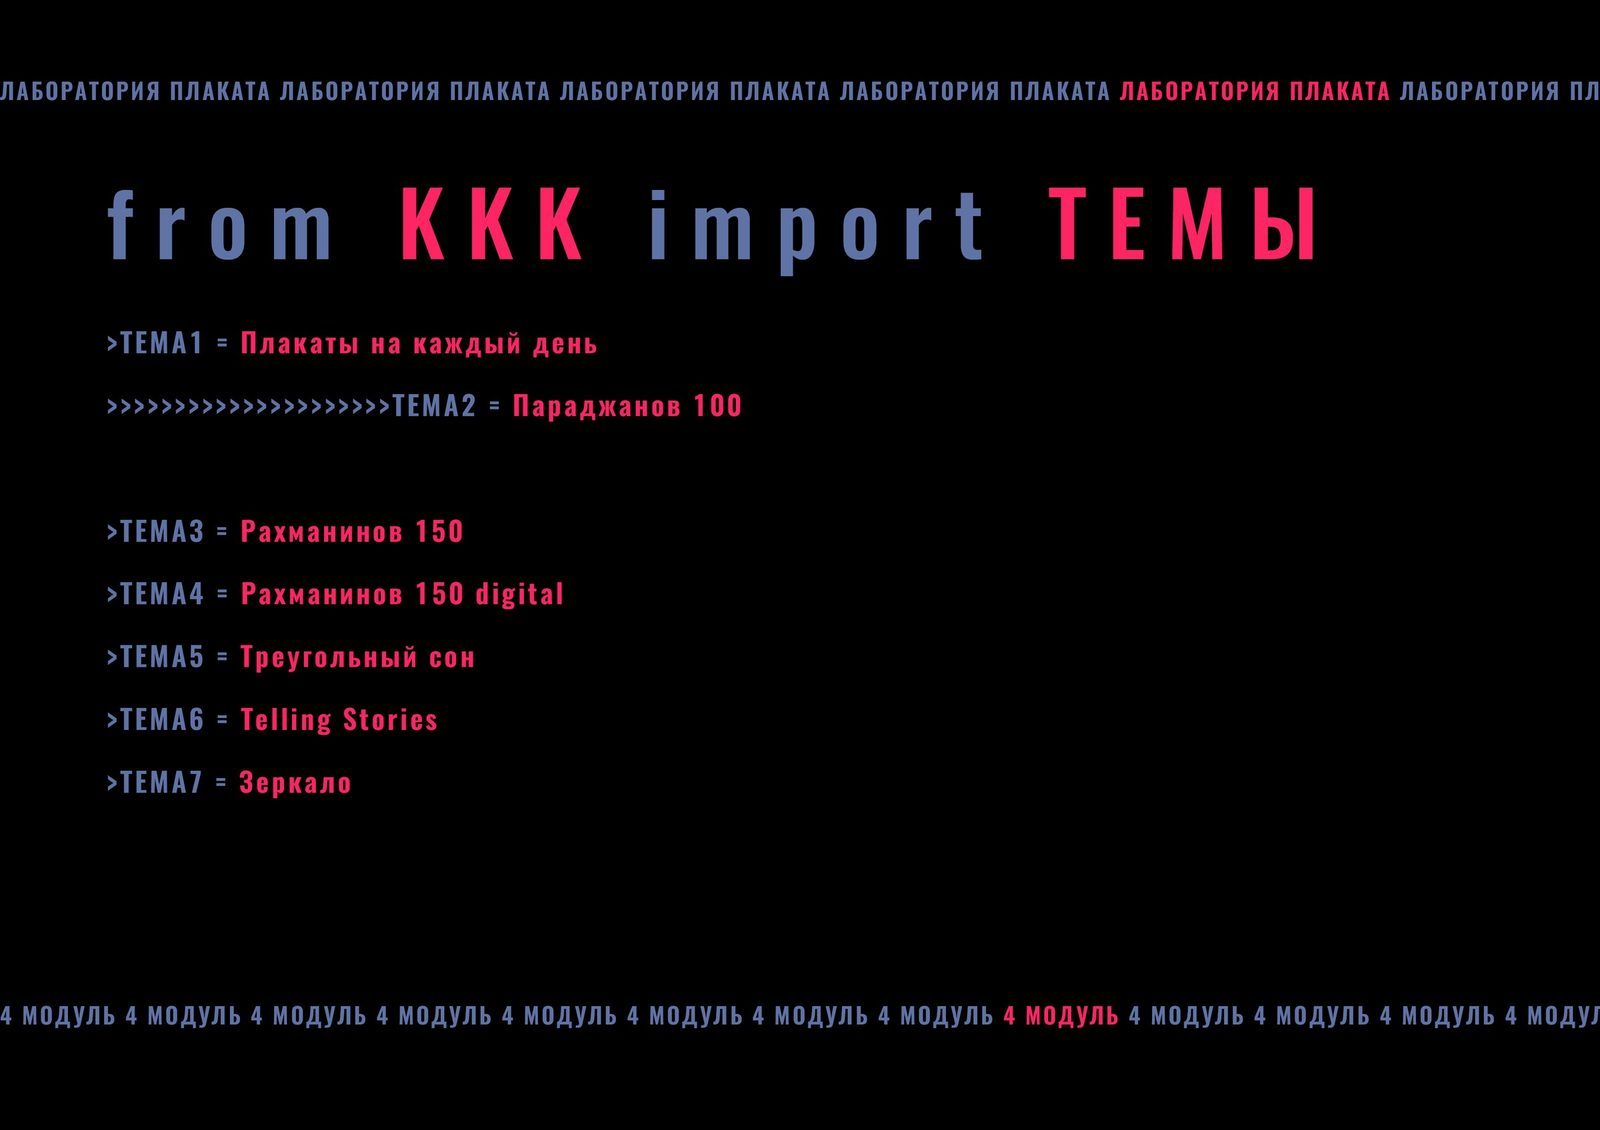 ЛАБОРАТОРИЯ ПЛАКАТА ЛАБОРАТОРИЯ ПЛАКАТА ЛАБОРАТОРИЯ ПЛАКАТА ЛАБОРАТОРИЯ ПЛАКАТА ЛАБОРАТОРИЯ ПЛАКАТА ЛАБОРАТОРИЯ ПЛ
from ККК import ТЕМЫ
>ТЕМА1 = Плакаты на каждый день
>>>>>>>>>>>>>>>>>>>>>ТЕМА2 = Параджанов 100
>ТЕМА3 = Рахманинов 150
>ТЕМА4 = Рахманинов 150 digital
>ТЕМА5 = Треугольный сон
>ТЕМА6 = Telling Stories
>ТЕМА7 = Зеркало
4 МОДУЛЬ 4 МОДУЛЬ 4 МОДУЛЬ 4 МОДУЛЬ 4 МОДУЛЬ 4 МОДУЛЬ 4 МОДУЛЬ 4 МОДУЛЬ 4 МОДУЛЬ 4 МОДУЛЬ 4 МОДУЛЬ 4 МОДУЛЬ 4 МОДУЛ